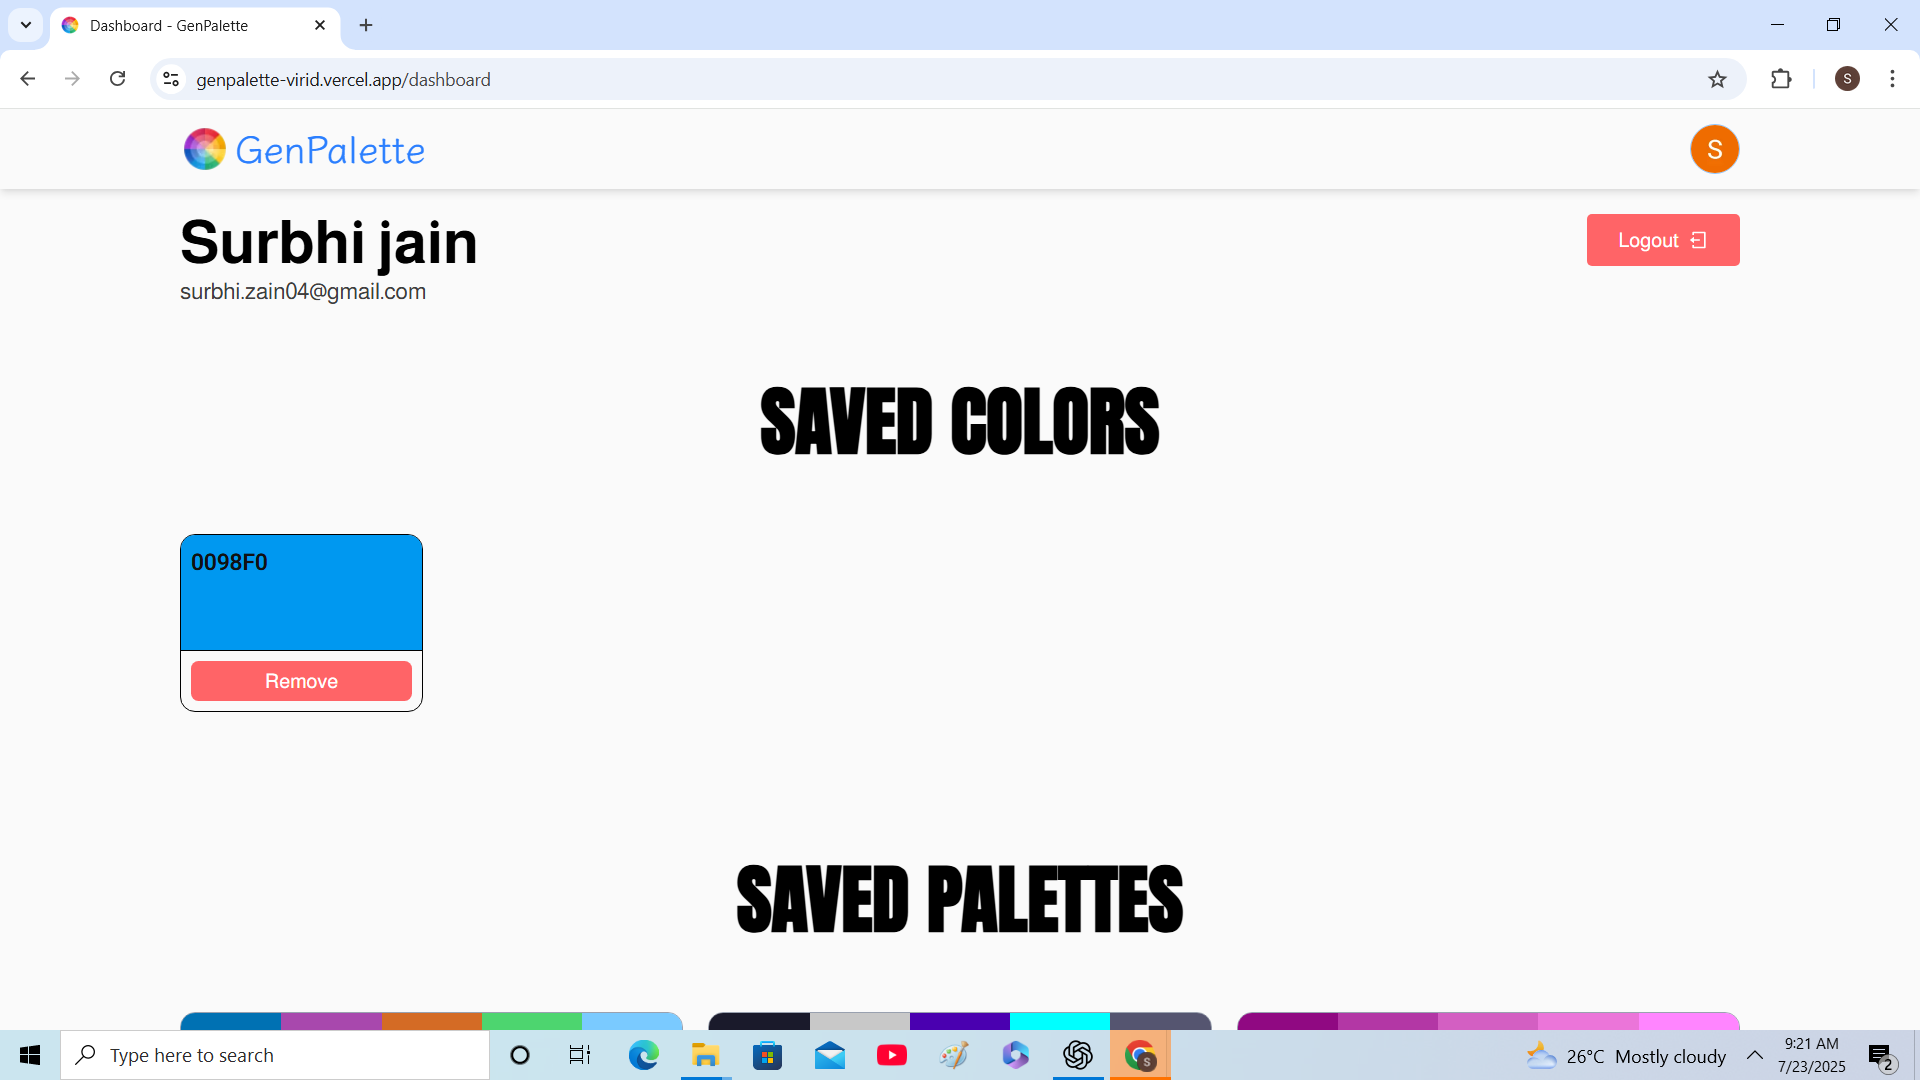 Dashboard - GenPalette
genpalette-virid.vercel.app/dashboard
S
GenPalette
S
Surbhi jain
Logout
surbhi.zain04@gmail.com
SAVED COLORS
0098F0
Remove
SAVED PALETTES
Type here to search
S
26°C Mostly cloudy
9:21 AM
7/23/2025
2